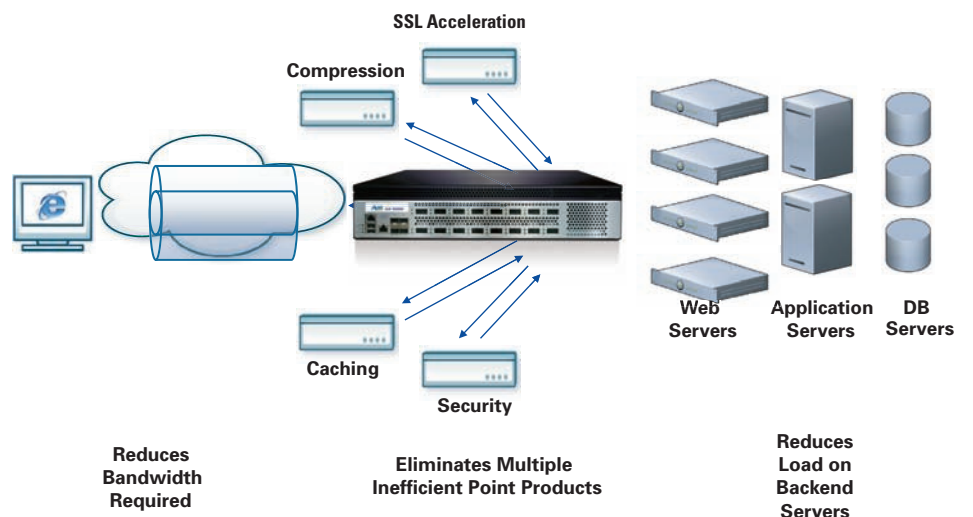 SSL Acceleration
Compression
Web
Servers
Application
Servers
DB
Servers
Caching
Security
Reduces
Bandwidth
Required
Eliminates Multiple
Inefficient Point Products
Reduces
Load on
Backend
Servers